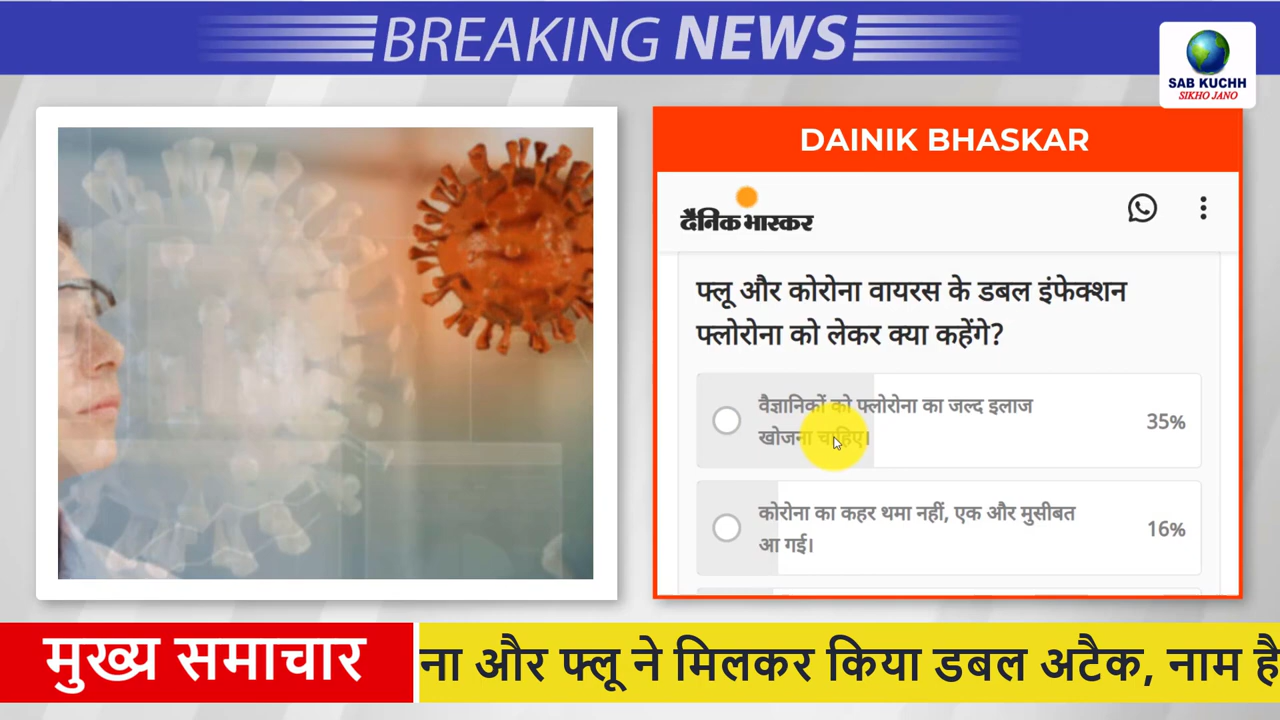 BREAKING NEWS
SAB KUCHH
SIKHO JANO
DAINIK BHASKAR
दैनिक भास्कर
फ्लू और कोरोना वायरस के डबल इंफेक्शन
फ्लोरोना को लेकर क्या कहेंगे?
वैज्ञानिकों को फ्लोरोना का जल्द इलाज
खोजना चाहिए।
35%
कोरोना का कहर थमा नहीं, एक और मुसीबत
आ गई।
16%
मुख्य समाचार
ना और फ्लू ने मिलकर किया डबल अटैक, नाम है